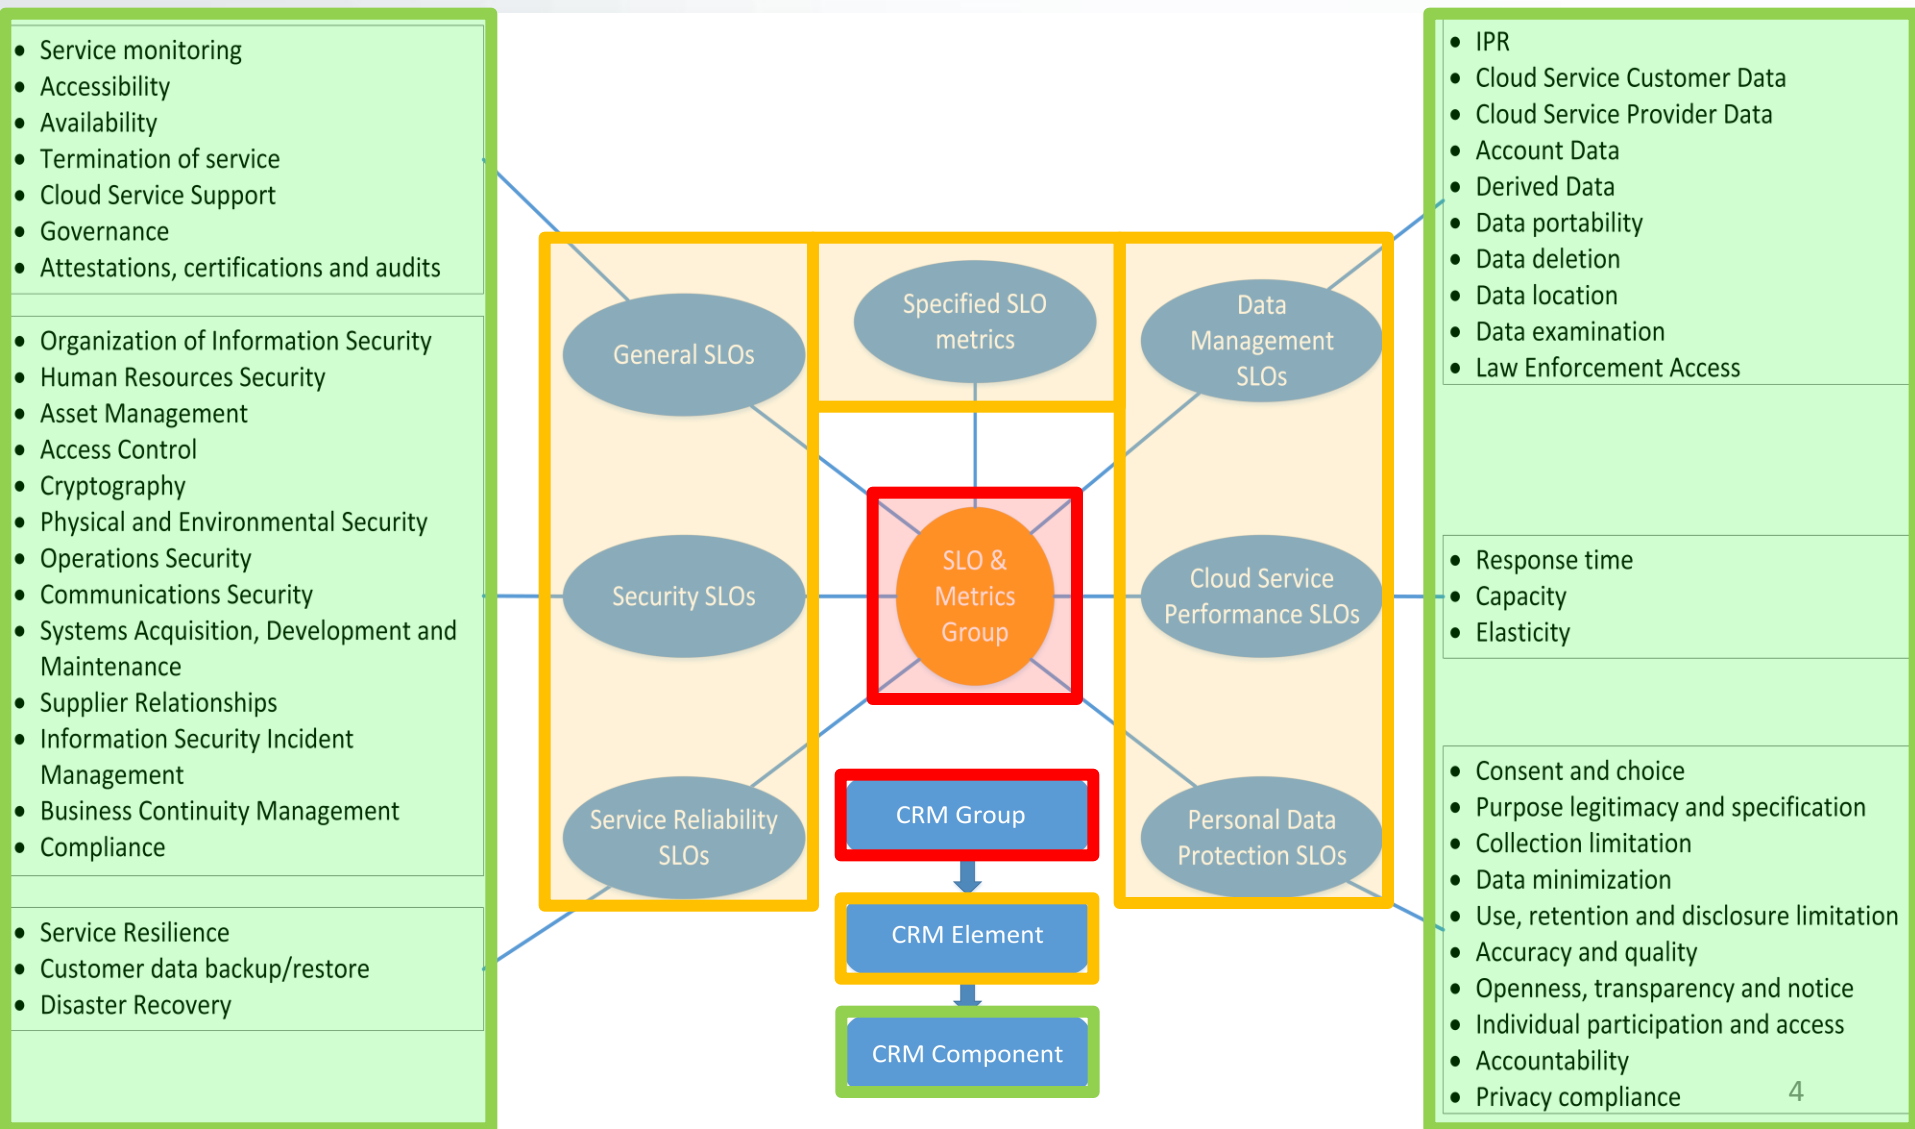 • Service monitoring
• Accessibility
• Availability
• Termination of service
• Cloud Service Support
• Governance
• Attestations, certifications and audits
• Organization of Information Security
• Human Resources Security
• Asset Management
• Access Control
• Cryptography
• Physical and Environmental Security
• Operations Security
• Communications Security
• Systems Acquisition, Development and
Maintenance
• Supplier Relationships
• Information Security Incident
Management
• Business Continuity Management
• Compliance
• Service Resilience
• Customer data backup/restore
• Disaster Recovery
General SLOs
Security SLOs
Service Reliability
SLOs
Specified SLO
metrics
SLO &
Metrics
Group
CRM Group
CRM Element
CRM Component
Data
Management
SLOs
Cloud Service
Performance SLOs
Personal Data
Protection SLOs
• IPR
• Cloud Service Customer Data
• Cloud Service Provider Data
• Account Data
• Derived Data
• Data portability
• Data deletion
• Data location
• Data examination
• Law Enforcement Access
• Response time
• Capacity
• Elasticity
• Consent and choice
• Purpose legitimacy and specification
• Collection limitation
• Data minimization
• Use, retention and disclosure limitation
• Accuracy and quality
• Openness, transparency and notice
• Individual participation and access
• Accountability
• Privacy compliance
4